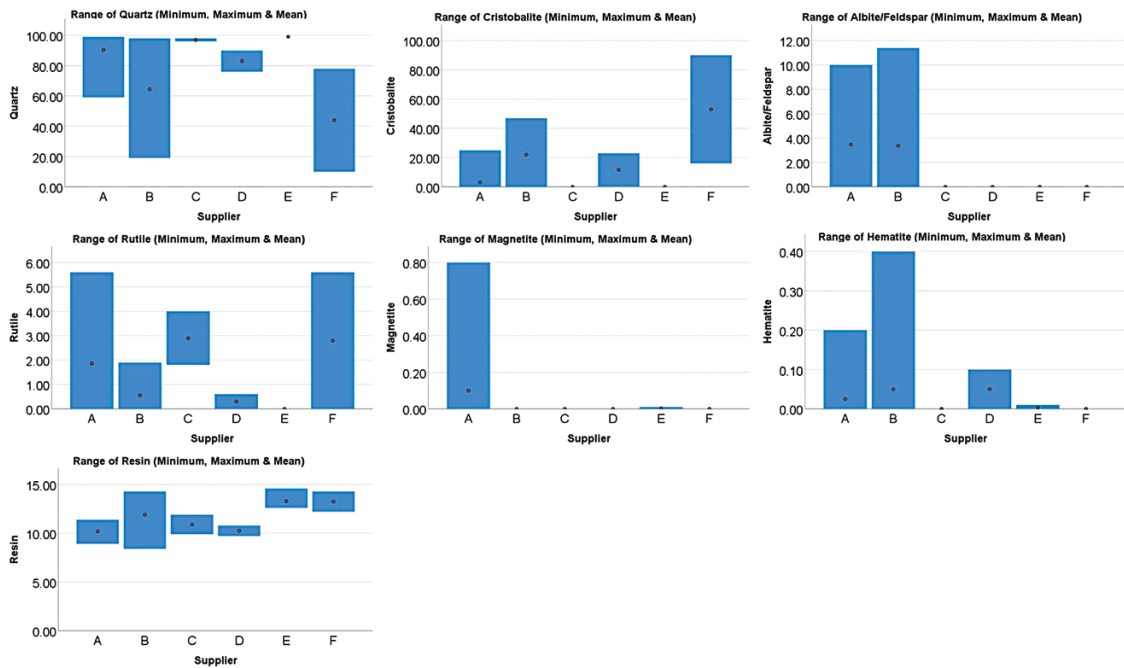 Range of Quartz (Minimum, Maximum & Mean)
100.00
80.00
60.00
40.00
20.00
0.00
Quartz
A B C D E F
Supplier
Range of Cristobalite (Minimum, Maximum & Mean)
100.00
80.00
60.00
40.00
20.00
0.00
Cristobalite
A B C D E F
Supplier
Range of Albite/Feldspar (Minimum, Maximum & Mean)
12.00
10.00
8.00
6.00
4.00
2.00
0.00
Albite/Feldspar
A B C D E F
Supplier
Range of Rutile (Minimum, Maximum & Mean)
6.00
5.00
4.00
3.00
2.00
1.00
0.00
Rutile
A B C D E F
Supplier
Range of Magnetite (Minimum, Maximum & Mean)
0.80
0.60
0.40
0.20
0.00
Magnetite
A B C D E F
Supplier
Range of Hematite (Minimum, Maximum & Mean)
0.40
0.30
0.20
0.10
0.00
Hematite
A B C D E F
Supplier
Range of Resin (Minimum, Maximum & Mean)
15.00
10.00
5.00
0.00
Resin
A B C D E F
Supplier